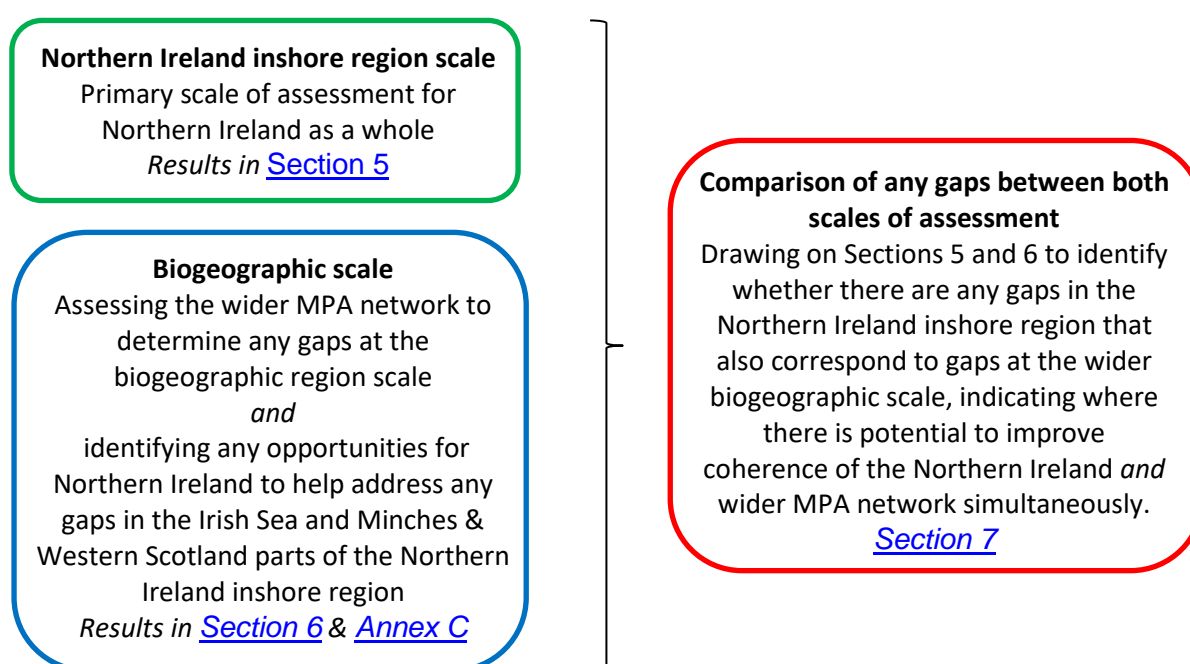 Northern Ireland inshore region scale
Primary scale of assessment for
Northern Ireland as a whole
Results in Section 5
Biogeographic scale
Assessing the wider MPA network to
determine any gaps at the
biogeographic region scale
and
identifying any opportunities for
Northern Ireland to help address any
gaps in the Irish Sea and Minches &
Western Scotland parts of the Northern
Ireland inshore region
Results in Section 6 & Annex C
Comparison of any gaps between both
scales of assessment
Drawing on Sections 5 and 6 to identify
whether there are any gaps in the
Northern Ireland inshore region that
also correspond to gaps at the wider
biogeographic scale, indicating where
there is potential to improve
coherence of the Northern Ireland and
wider MPA network simultaneously.
Section 7